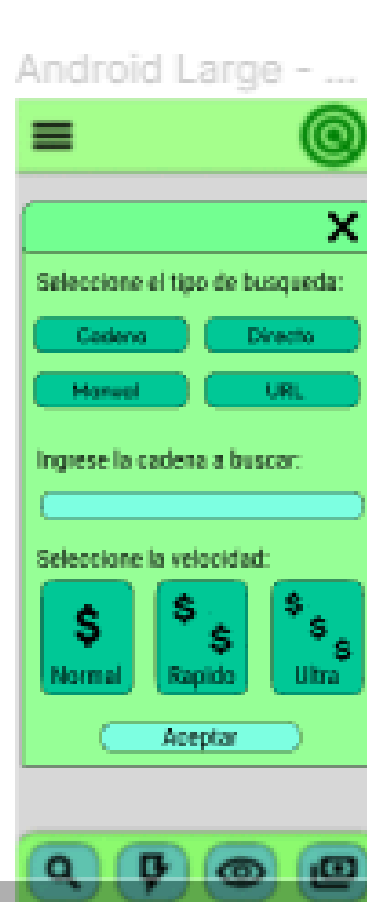 Android Large - ...
X
Seleccione el tipo de busqueda:
Cadena Directo
Manual URL
Ingrese la cadena a buscar:
Seleccione la velocidad:
$ $ $ $ $ $
Normal Rapido Ultra
Aceptar